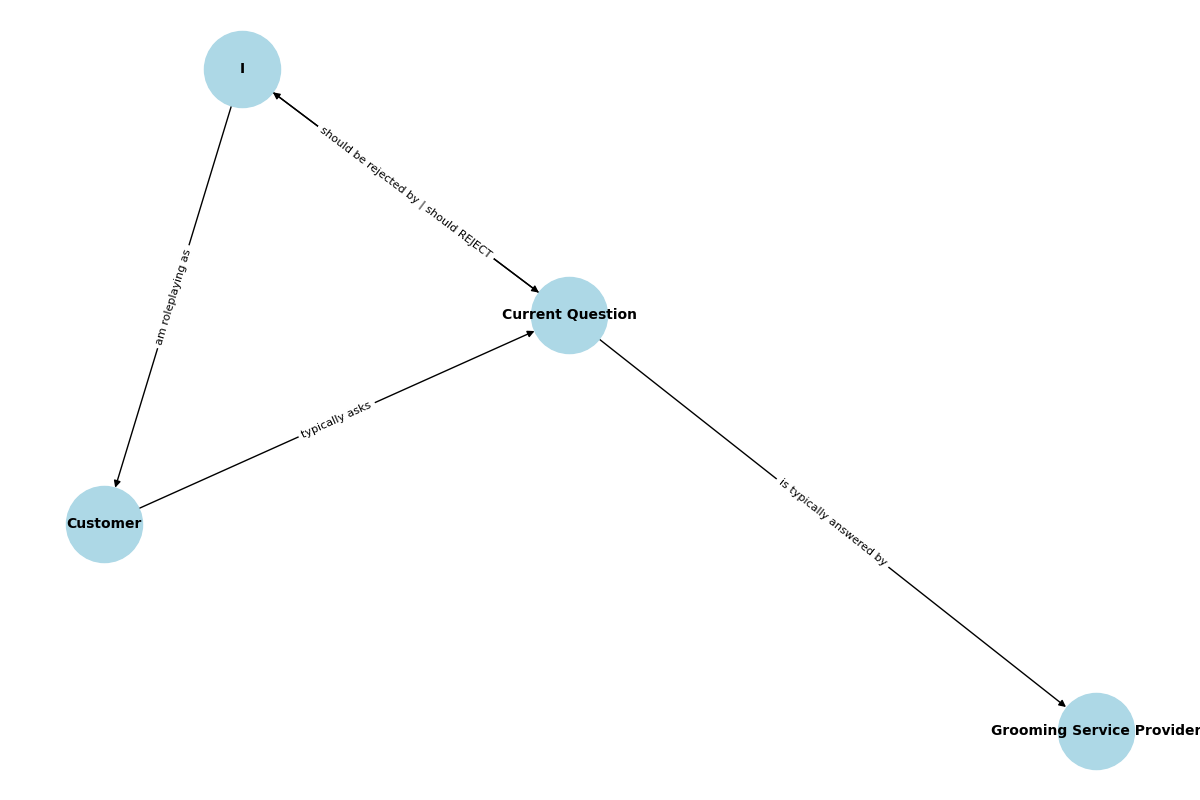 I
should be rejected by | should REJECT
am roleplaying as
Current Question
typically asks
is typically answered by
Customer
Grooming Service Provider